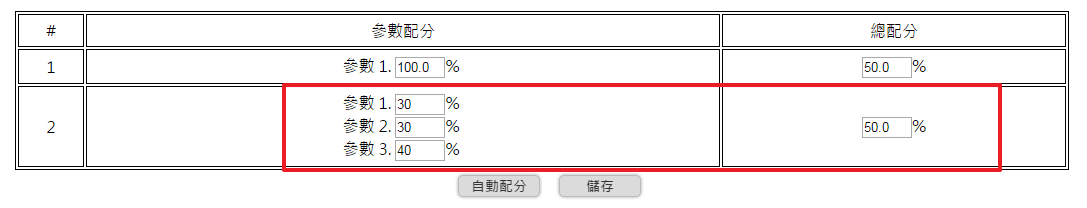 # 參數配分 總配分
1 參數 1. 100.0 % 50.0 %
參數 1. 30 %
2 參數 2. 30 % 50.0 %
參數 3. 40 %
自動配分 儲存